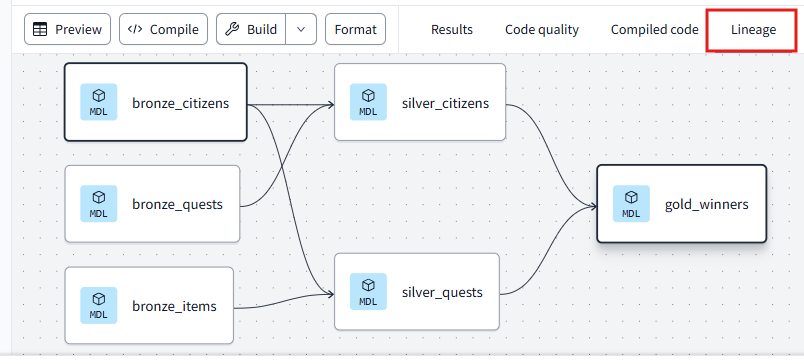 Preview
</> Compile
Build
Format
Results
Code quality
Compiled code
Lineage
MDL
bronze_citizens
MDL
silver_citizens
MDL
bronze_quests
MDL
gold_winners
MDL
bronze_items
MDL
silver_quests